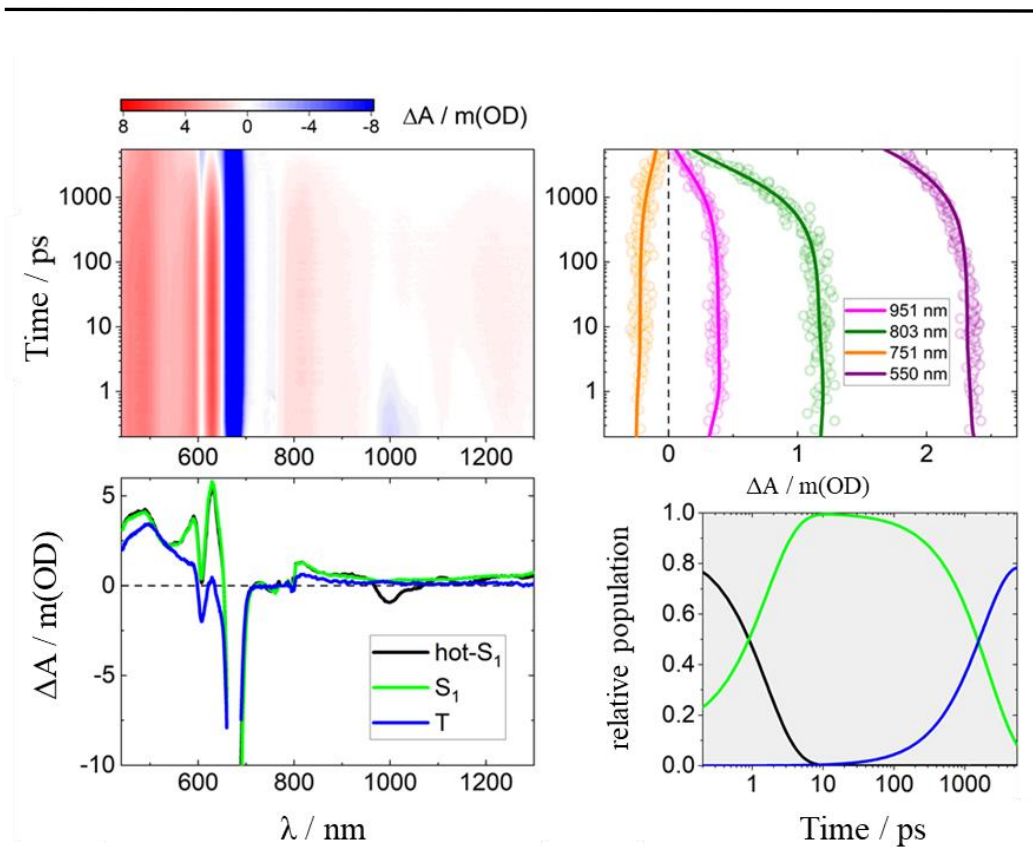 ΔA / m(OD)
8 4 0 -4 -8
Time / ps
1000
100
10
1
600 800 1000 1200
1000
100
10
1
951 nm
803 nm
751 nm
550 nm
0 1 2
ΔA / m(OD)
ΔA / m(OD)
5
0
-5
-10
hot-S₁
S₁
T
600 800 1000 1200
λ / nm
relative population
1.0
0.8
0.6
0.4
0.2
0.0
1 10 100 1000
Time / ps